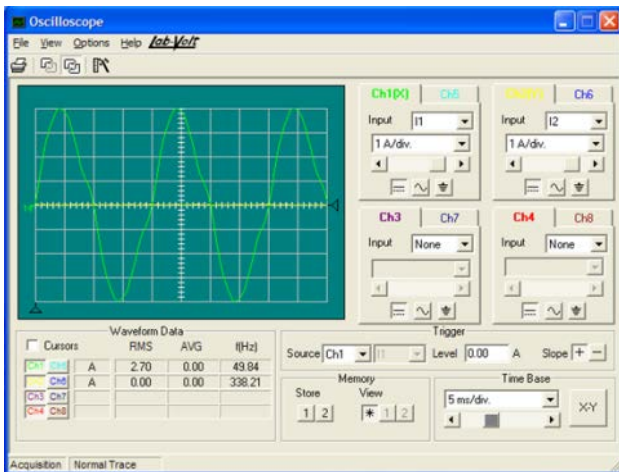 Oscilloscope
File View Options Help Lab-Volt
Ch1(X) Ch5
Input I1
1 A/div.
Ch6
Input I2
1 A/div.
Ch3 Ch7
Input None
Ch4 Ch8
Input None
Waveform Data
Cursors RMS AVG f(Hz)
Ch1 Ch5 A 2.70 0.00 49.84
Ch6 A 0.00 0.00 338.21
Ch3 Ch7
Ch4 Ch8
Trigger
Source Ch1 I1 Level 0.00 A Slope + −
Memory
Store View
1 2 * 1 2
Time Base
5 ms/div.
X-Y
Acquisition Normal Trace